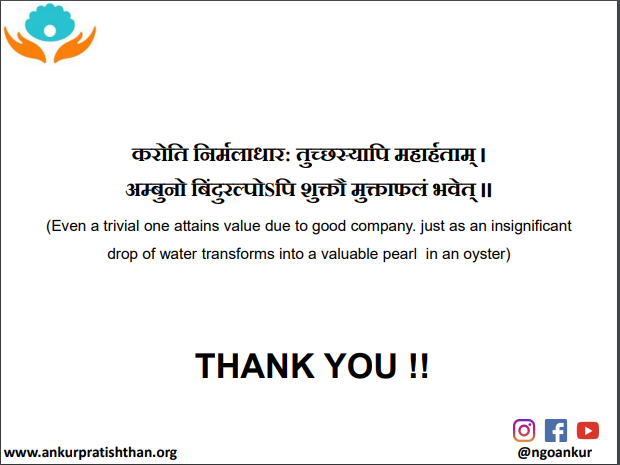 करोति निर्मलाधार: तुच्छस्यापि महार्हताम् ।
अम्बुनो बिंदुरल्पोऽपि शुक्तौ मुक्ताफलं भवेत् ॥
(Even a trivial one attains value due to good company. just as an insignificant
drop of water transforms into a valuable pearl in an oyster)
THANK YOU !!
www.ankurpratishthan.org
@ngoankur